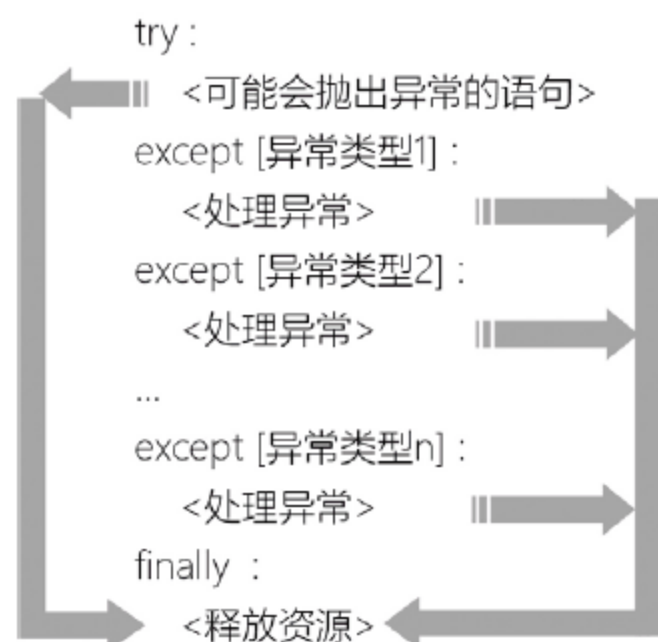 try :
<可能会抛出异常的语句>
except [异常类型1] :
<处理异常>
except [异常类型2] :
<处理异常>
...
except [异常类型n] :
<处理异常>
finally :
<释放资源>